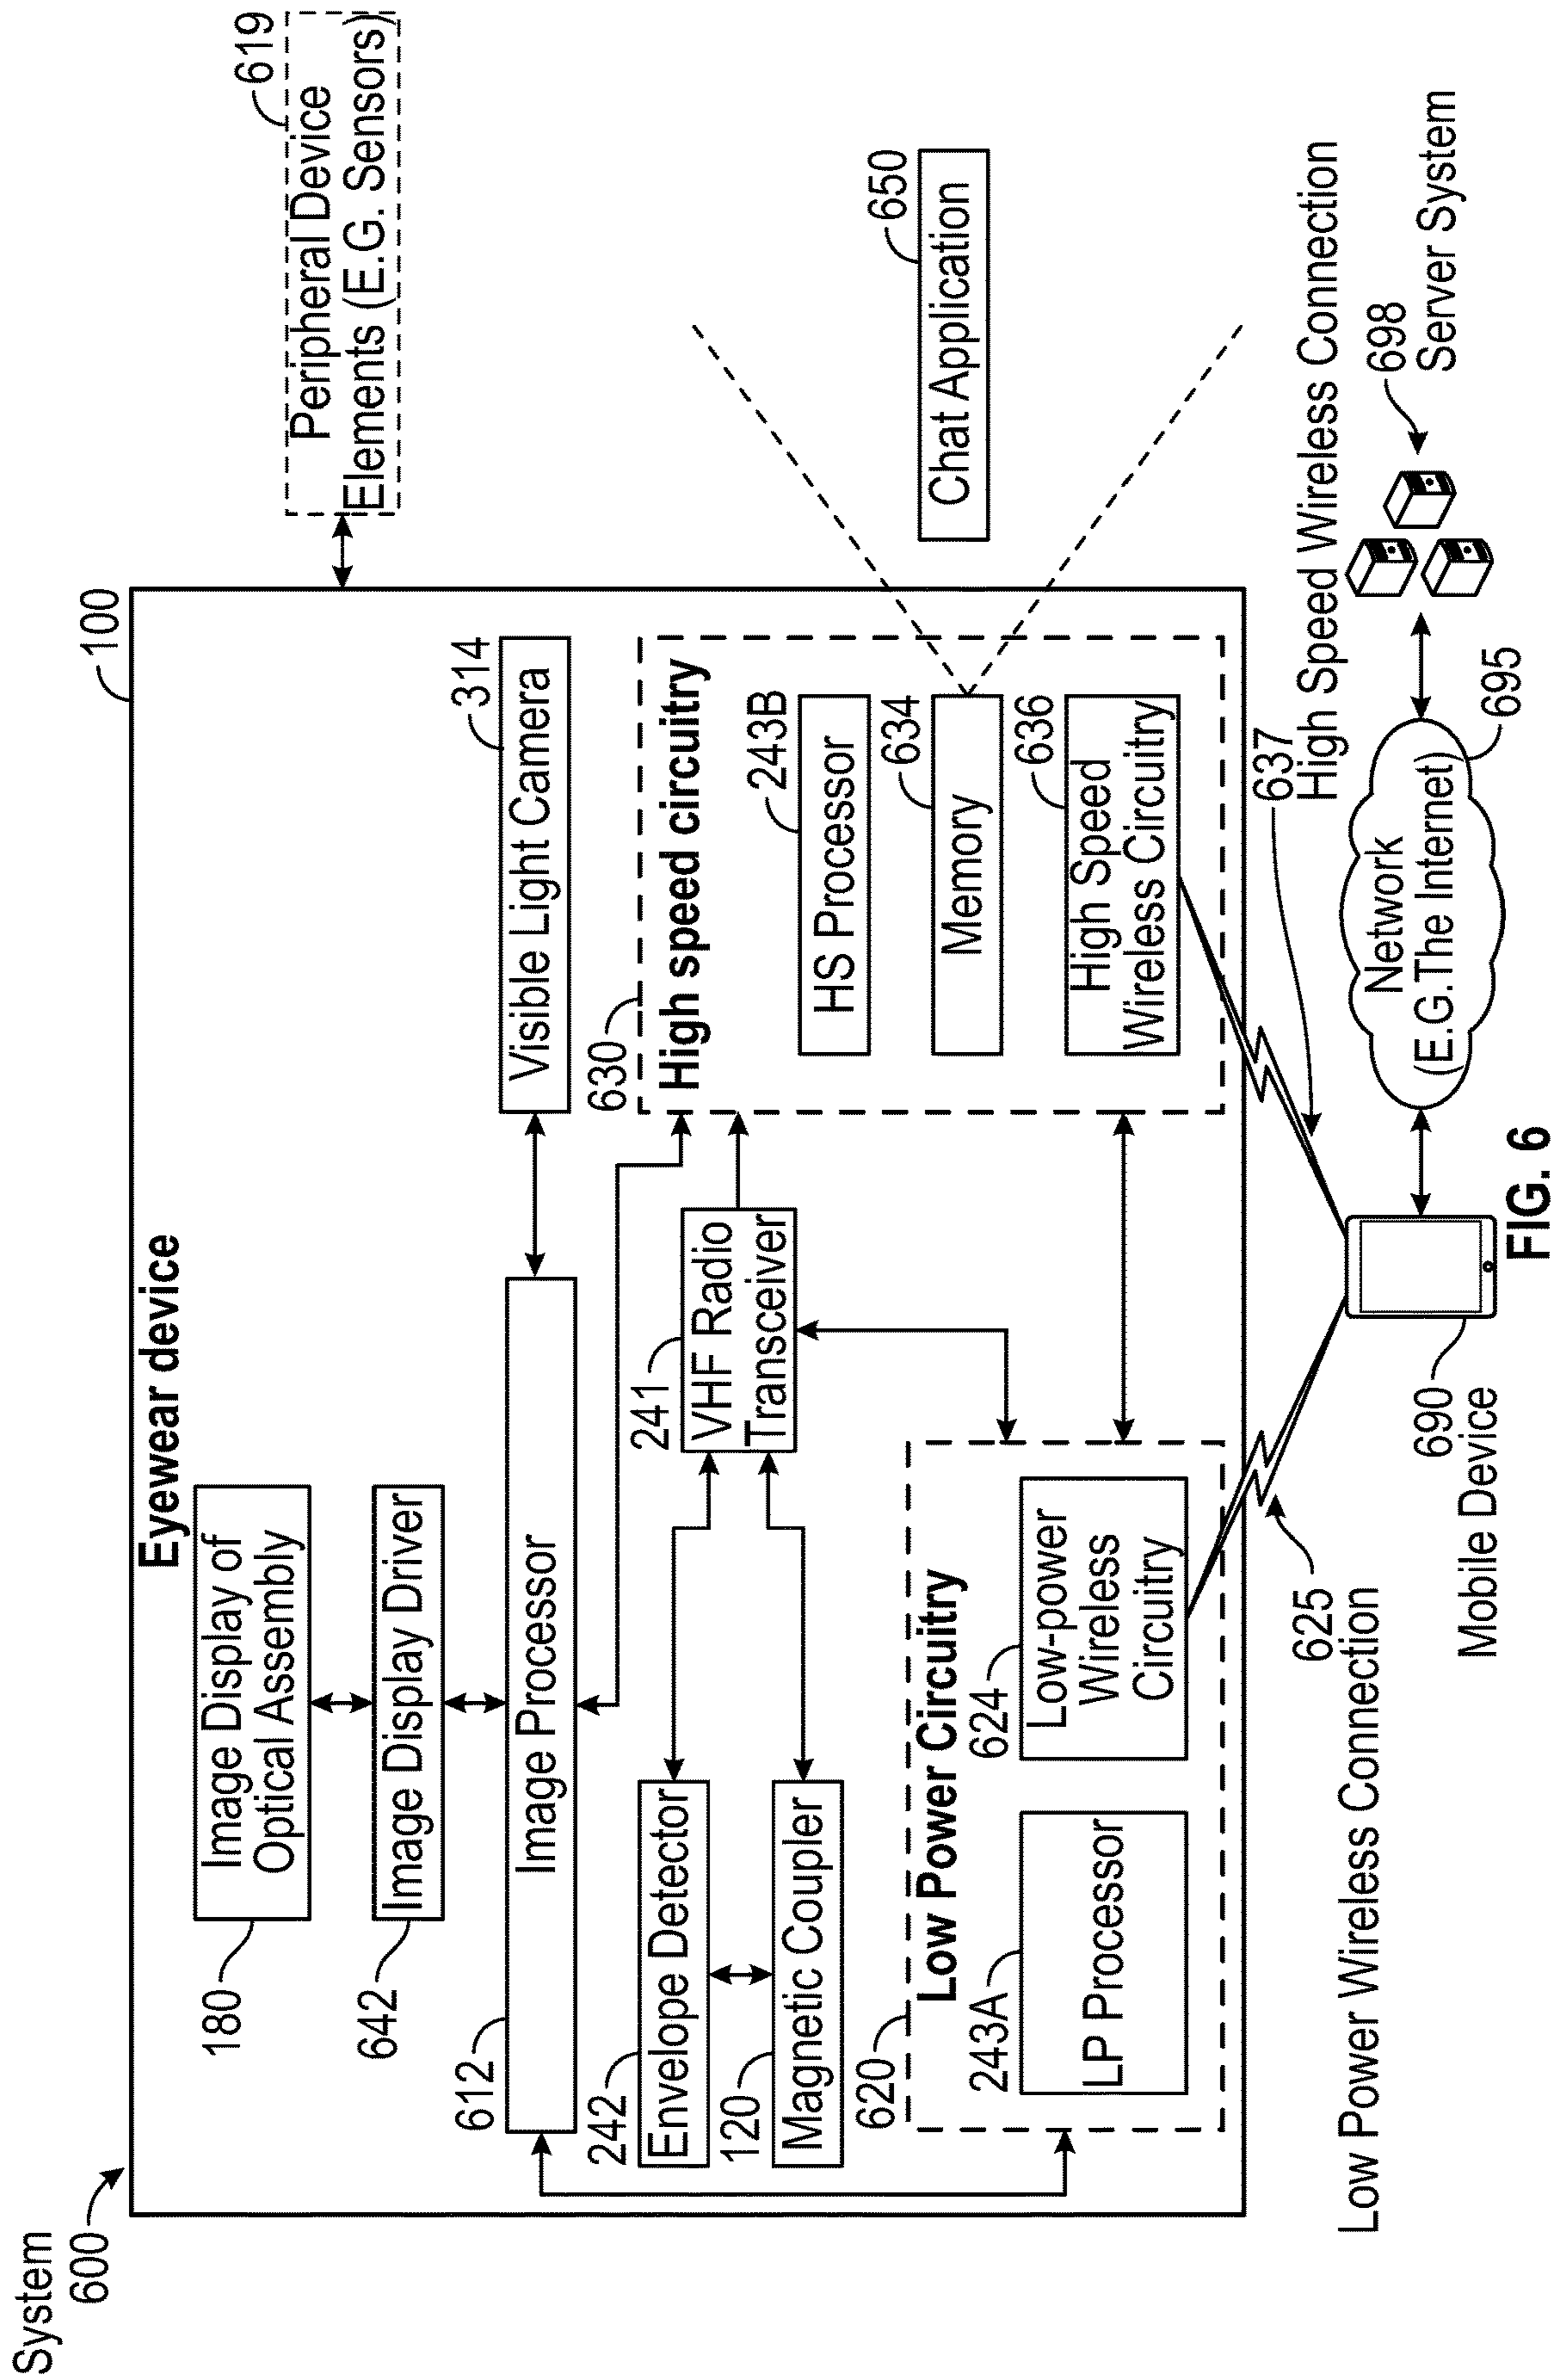 System
600
Eyewear device
100
Peripheral Device
Elements (E.G. Sensors)
619
Image Display of
Optical Assembly
180
Image Display Driver
642
Image Processor
612
Visible Light Camera
314
Envelope Detector
242
Magnetic Coupler
120
VHF Radio
Transceiver
241
High speed circuitry
630
HS Processor
243B
Memory
634
High Speed
Wireless Circuitry
636
Chat Application
650
Low Power Circuitry
620
LP Processor
243A
Low-power
Wireless
Circuitry
624
625
Low Power Wireless Connection
637
High Speed Wireless Connection
690
Mobile Device
Network
(E.G.The Internet)
695
698
Server System
FIG. 6